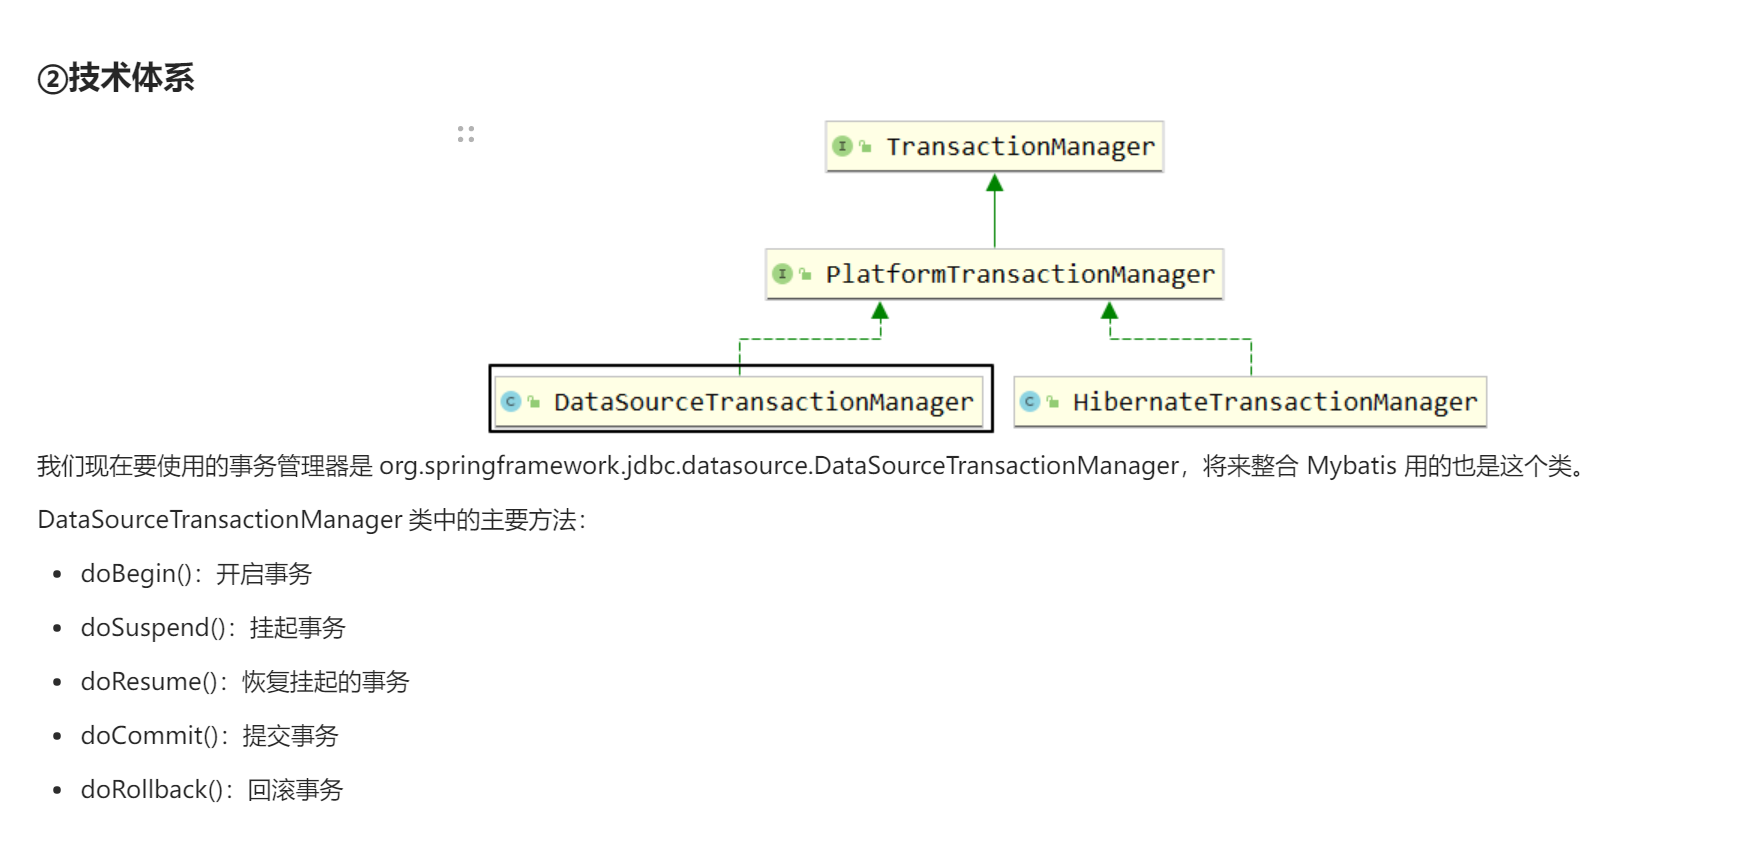 ②技术体系
TransactionManager
PlatformTransactionManager
DataSourceTransactionManager
HibernateTransactionManager
我们现在要使用的事务管理器是 org.springframework.jdbc.datasource.DataSourceTransactionManager，将来整合 Mybatis 用的也是这个类。
DataSourceTransactionManager 类中的主要方法：
• doBegin()：开启事务
• doSuspend()：挂起事务
• doResume()：恢复挂起的事务
• doCommit()：提交事务
• doRollback()：回滚事务